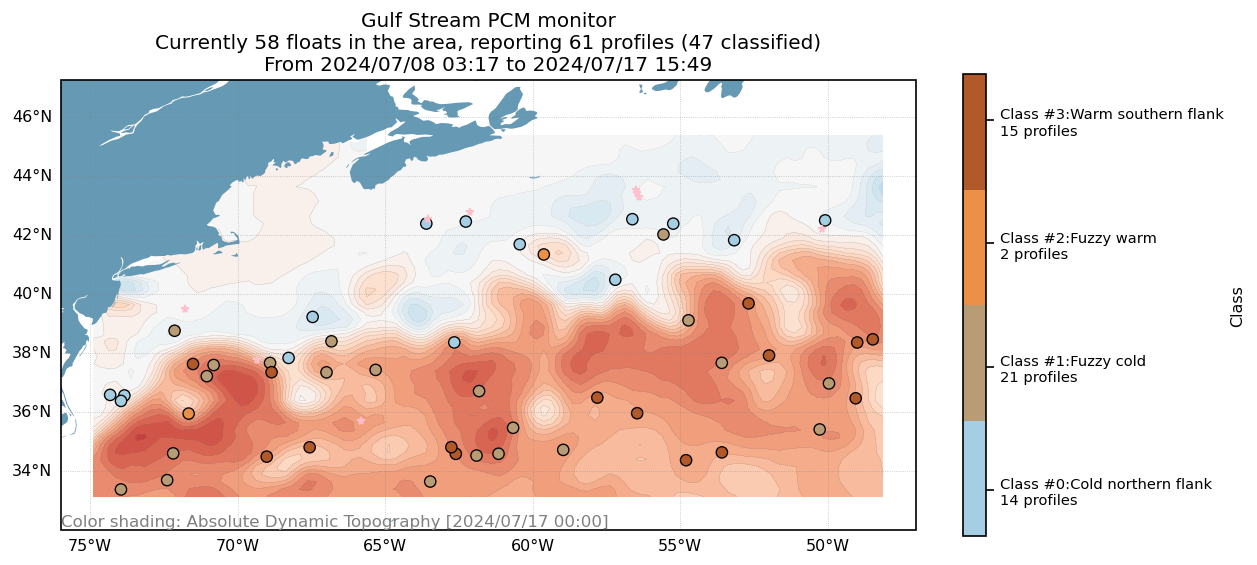 Gulf Stream PCM monitor
Currently 58 floats in the area, reporting 61 profiles (47 classified)
From 2024/07/08 03:17 to 2024/07/17 15:49
46°N
44°N
42°N
40°N
38°N
36°N
34°N
Color shading: Absolute Dynamic Topography [2024/07/17 00:00]
75°W
70°W
65°W
60°W
55°W
50°W
Class #3:Warm southern flank
15 profiles
Class #2:Fuzzy warm
2 profiles
Class #1:Fuzzy cold
21 profiles
Class #0:Cold northern flank
14 profiles
Class